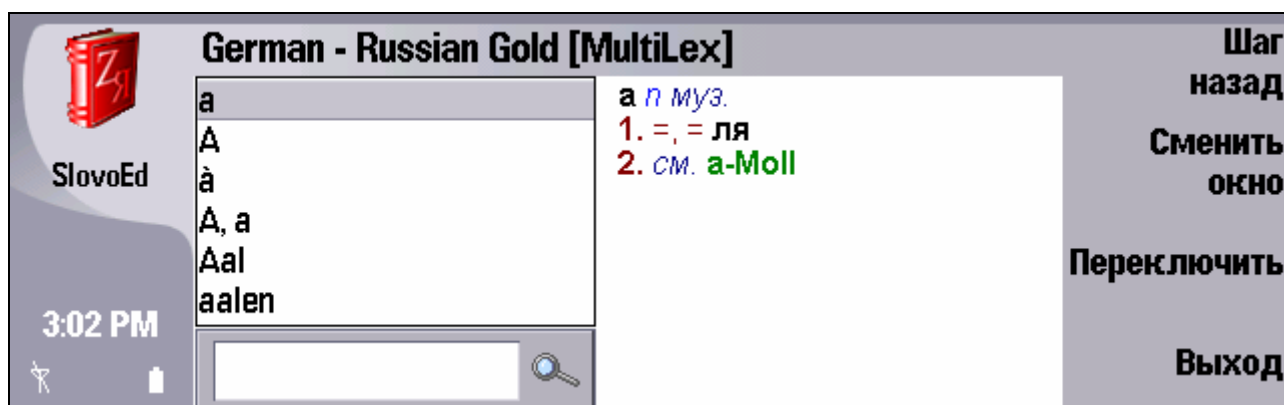 SlovoEd
3:02 PM
German - Russian Gold [MultiLex]
a
A
à
A, a
Aal
aalen
a n муз.
1. =, = ля
2. см. a-Moll
Шаг
назад
Сменить
окно
Переключить
Выход